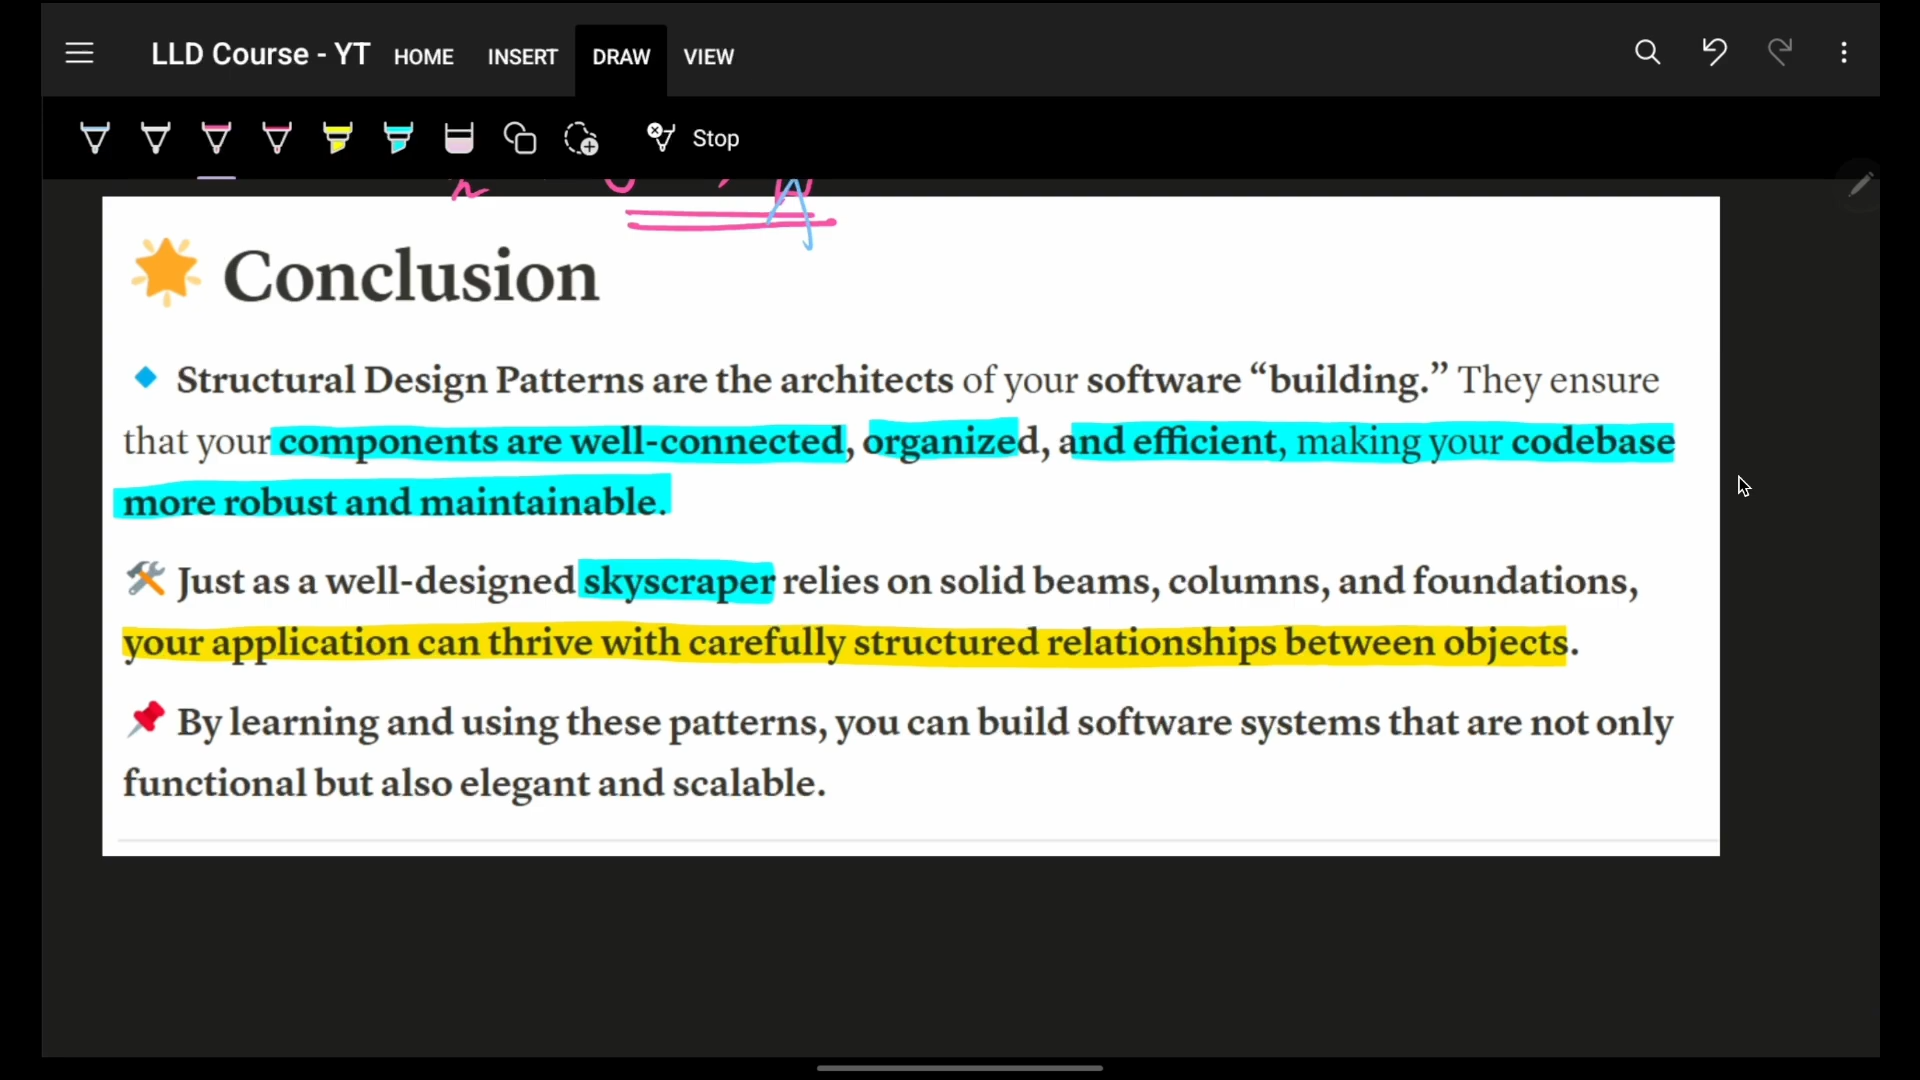 LLD Course - YT HOME INSERT DRAW VIEW
Stop
Conclusion
Structural Design Patterns are the architects of your software “building.” They ensure
that your components are well-connected, organized, and efficient, making your codebase
more robust and maintainable.
Just as a well-designed skyscraper relies on solid beams, columns, and foundations,
your application can thrive with carefully structured relationships between objects.
By learning and using these patterns, you can build software systems that are not only
functional but also elegant and scalable.